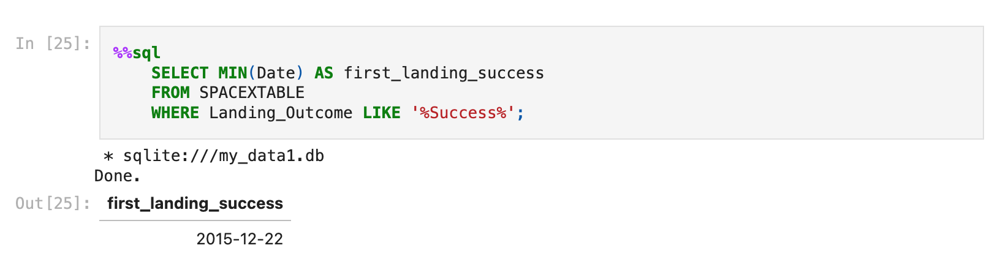 In [25]:
%%sql
    SELECT MIN(Date) AS first_landing_success
    FROM SPACEXTABLE
    WHERE Landing_Outcome LIKE '%Success%';
* sqlite:///my_data1.db
Done.
Out[25]:
first_landing_success
2015-12-22